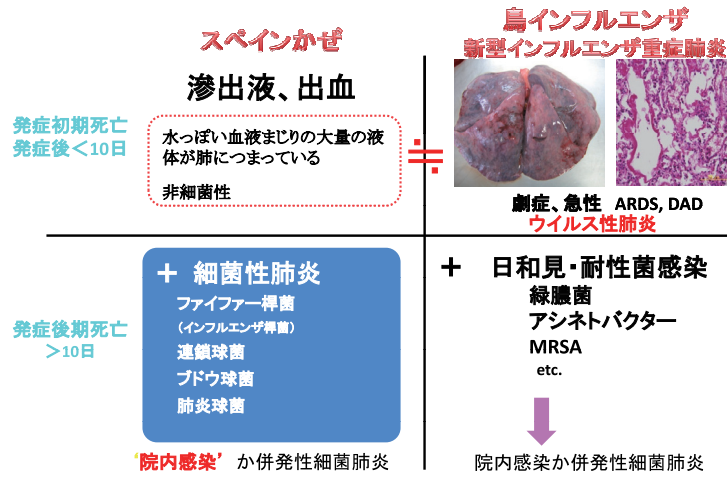 スペインかぜ
鳥インフルエンザ
新型インフルエンザ重症肺炎
発症初期死亡
発症後＜10日
滲出液、出血
水っぽい血液まじりの大量の液
体が肺につまっている
非細菌性
≒
劇症、急性 ARDS, DAD
ウイルス性肺炎
発症後期死亡
＞10日
＋ 細菌性肺炎
ファイファー桿菌
（インフルエンザ桿菌）
連鎖球菌
ブドウ球菌
肺炎球菌
‘院内感染’ か併発性細菌肺炎
＋ 日和見・耐性菌感染
緑膿菌
アシネトバクター
MRSA
etc.
院内感染か併発性細菌肺炎